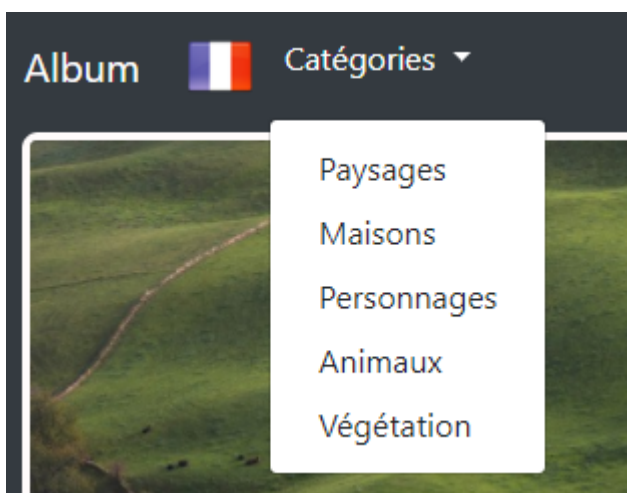 Album Catégories
Paysages
Maisons
Personnages
Animaux
Végétation